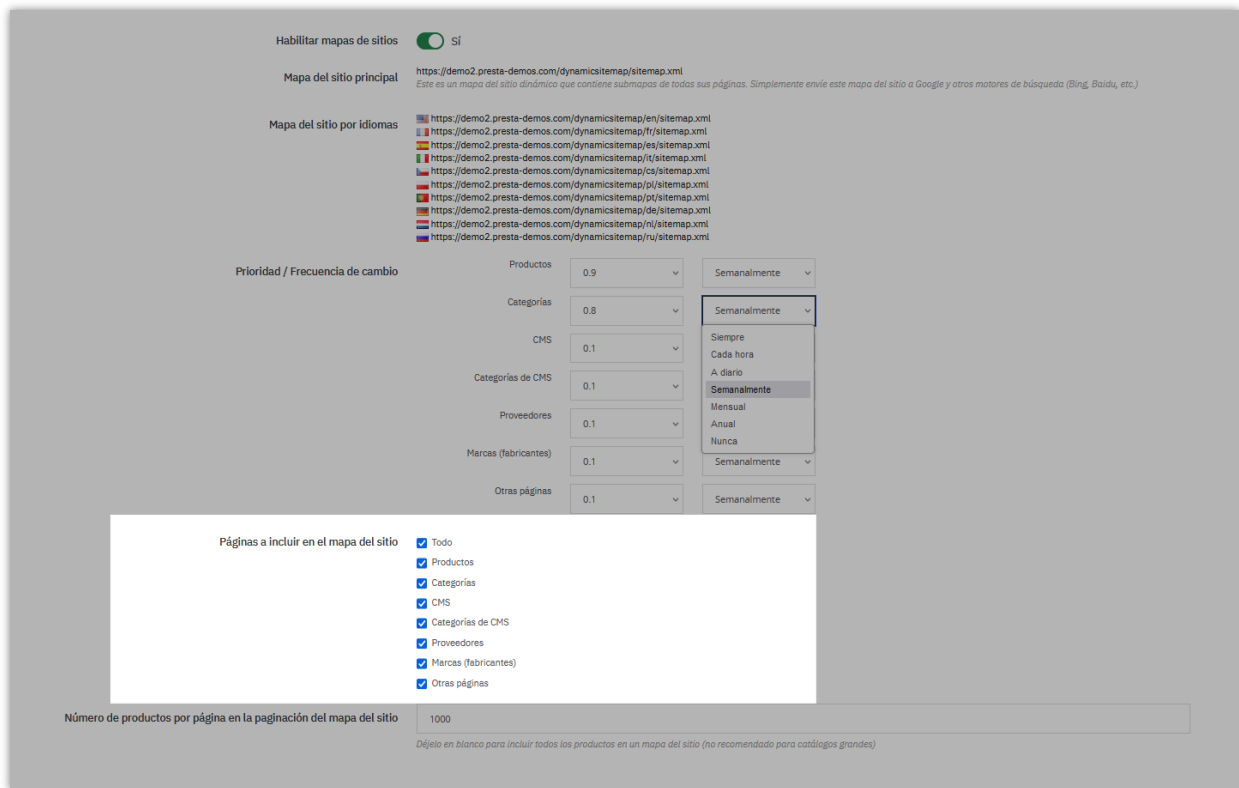 Habilitar mapas de sitios Sí
Mapa del sitio principal https://demo2.presta-demos.com/dynamicsitemap/sitemap.xml
Este es un mapa del sitio dinámico que contiene submapas de todas sus páginas. Simplemente envíe este mapa del sitio a Google y otros motores de búsqueda (Bing, Baidu, etc.)
Mapa del sitio por idiomas https://demo2.presta-demos.com/dynamicsitemap/en/sitemap.xml
https://demo2.presta-demos.com/dynamicsitemap/fr/sitemap.xml
https://demo2.presta-demos.com/dynamicsitemap/es/sitemap.xml
https://demo2.presta-demos.com/dynamicsitemap/it/sitemap.xml
https://demo2.presta-demos.com/dynamicsitemap/cs/sitemap.xml
https://demo2.presta-demos.com/dynamicsitemap/pl/sitemap.xml
https://demo2.presta-demos.com/dynamicsitemap/pt/sitemap.xml
https://demo2.presta-demos.com/dynamicsitemap/de/sitemap.xml
https://demo2.presta-demos.com/dynamicsitemap/nl/sitemap.xml
https://demo2.presta-demos.com/dynamicsitemap/ru/sitemap.xml
Prioridad / Frecuencia de cambio Productos 0.9 Semanalmente
Categorías 0.8 Semanalmente
CMS 0.1
Categorías de CMS 0.1
Proveedores 0.1
Siempre
Cada hora
A diario
Semanalmente
Mensual
Anual
Nunca
Marcas (fabricantes) 0.1 Semanalmente
Otras páginas 0.1 Semanalmente
Páginas a incluir en el mapa del sitio Todo
Productos
Categorías
CMS
Categorías de CMS
Proveedores
Marcas (fabricantes)
Otras páginas
Número de productos por página en la paginación del mapa del sitio 1000
Déjelo en blanco para incluir todos los productos en un mapa del sitio (no recomendado para catálogos grandes)